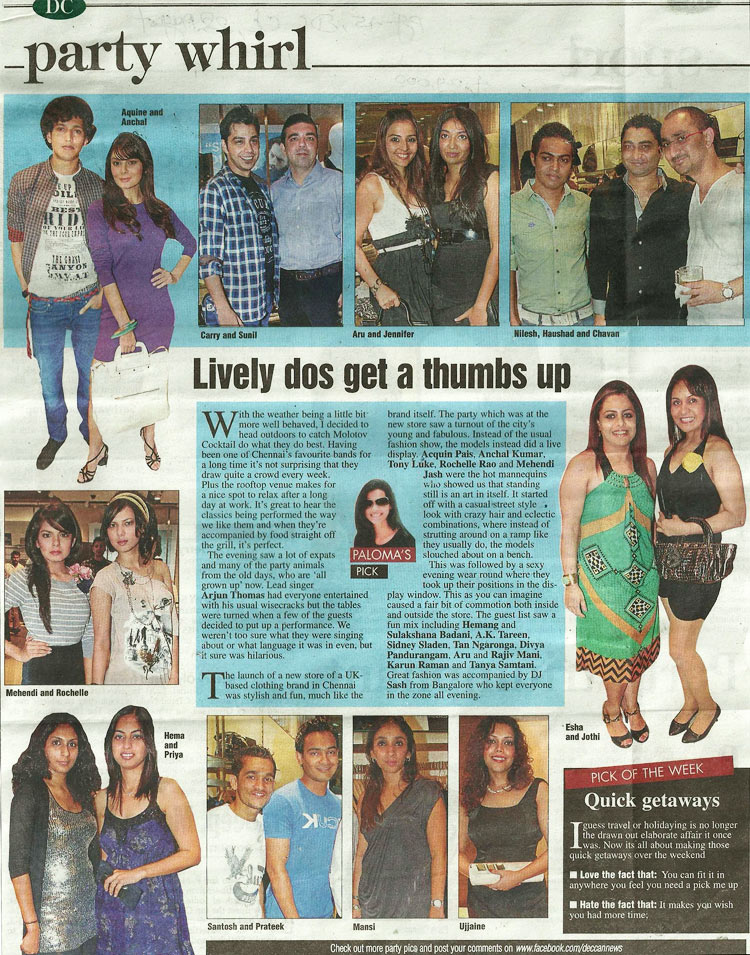 DC
party whirl
Aquine and
Anchal
Carry and Sunil
Aru and Jennifer
Nilesh, Haushad and Chavan
Lively dos get a thumbs up
With the weather being a little bit
more well behaved, I decided to
head outdoors to catch Molotov
Cocktail do what they do best. Having
been one of Chennai's favourite bands for
a long time it's not surprising that they
draw quite a crowd every week.
Plus the rooftop venue makes for
a nice spot to relax after a long
day at work. It's great to hear the
classics being performed the way
we like them and when they're
accompanied by food straight off
the grill, it's perfect.
The evening saw a lot of expats
and many of the party animals
from the old days, who are 'all
grown up' now. Lead singer
Arjun Thomas had everyone entertained
with his usual wisecracks but the tables
were turned when a few of the guests
decided to put up a performance. We
weren't too sure what they were singing
about or what language it was in even, but
it sure was hilarious.
The launch of a new store of a UK-
based clothing brand in Chennai
was stylish and fun, much like the
brand itself. The party which was at the
new store saw a turnout of the city's
young and fabulous. Instead of the usual
fashion show, the models instead did a live
display. Acquin Pais, Anchal Kumar,
Tony Luke, Rochelle Rao and Mehendi
Jash were the hot mannequins
who showed us that standing
still is an art in itself. It started
off with a casual street style
look with crazy hair and eclectic
combinations, where instead of
strutting around on a ramp like
they usually do, the models
slouched about on a bench.
This was followed by a sexy
evening wear round where they
took up their positions in the dis-
play window. This as you can imagine
caused a fair bit of commotion both inside
and outside the store. The guest list saw a
fun mix including Hemang and
Sulakshana Badani, A.K. Tareen,
Sidney Sladen, Tan Ngaronga, Divya
Pandurangam, Aru and Rajiv Mani,
Karun Raman and Tanya Samtani.
Great fashion was accompanied by DJ
Sash from Bangalore who kept everyone
in the zone all evening.
PALOMA'S
PICK
Mehendi and Rochelle
Esha
and Jothi
Hema
and
Priya
Santosh and Prateek
Mansi
Ujjaine
PICK OF THE WEEK
Quick getaways
I guess travel or holidaying is no longer
the drawn out elaborate affair it once
was. Now its all about making those
quick getaways over the weekend
■ Love the fact that: You can fit it in
anywhere you feel you need a pick me up
■ Hate the fact that: It makes you wish
you had more time;
Check out more party pics and post your comments on www.facebook.com/deccannews